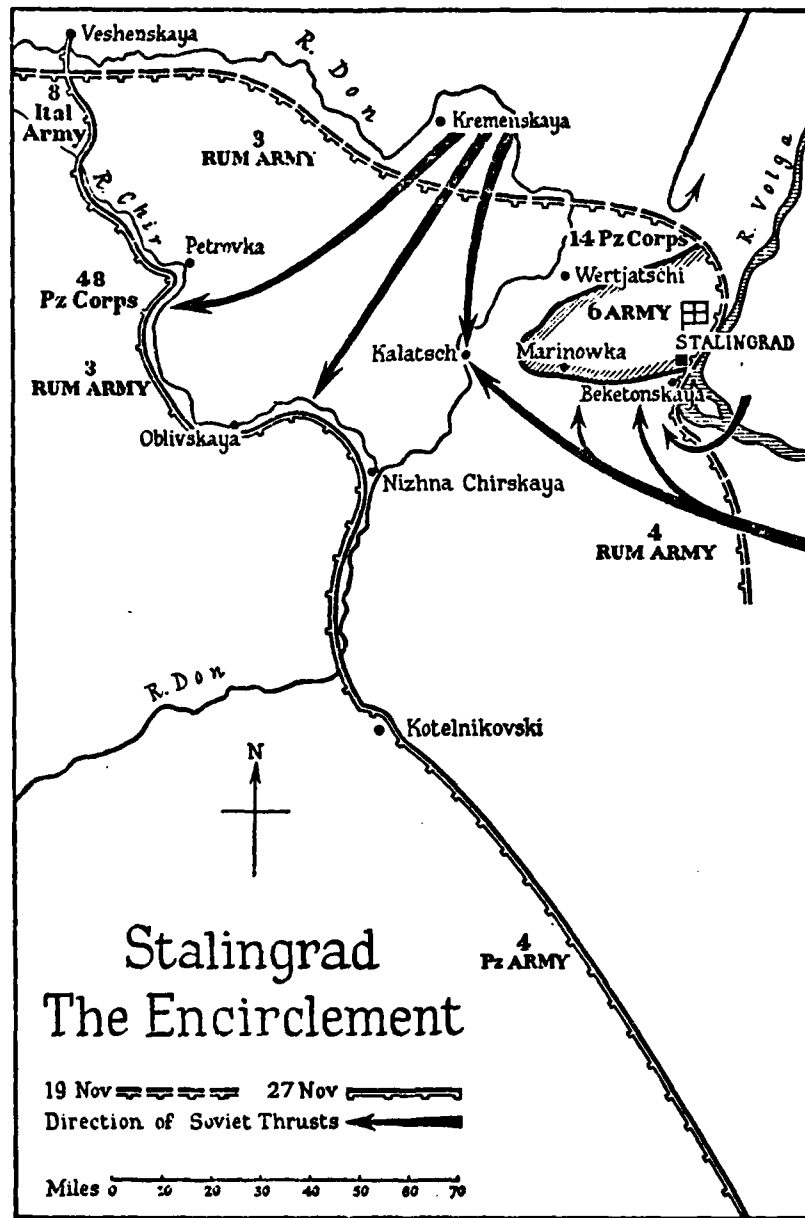 Veshenskaya
R. Don
8
Ital
Army
Kremenskaya
3
RUM ARMY
R. Chir
R. Volga
Petrovka
14 Pz Corps
Wertjatschi
48
Pz Corps
6 ARMY
STALINGRAD
Kalatsch
Marinowka
3
RUM ARMY
Beketonskaya
Oblivskaya
Nizhna Chirskaya
4
RUM ARMY
R. Don
Kotelnikovski
N
Stalingrad
The Encirclement
4
Pz ARMY
19 Nov 27 Nov
Direction of Soviet Thrusts
Miles 0 10 20 30 40 50 60 70